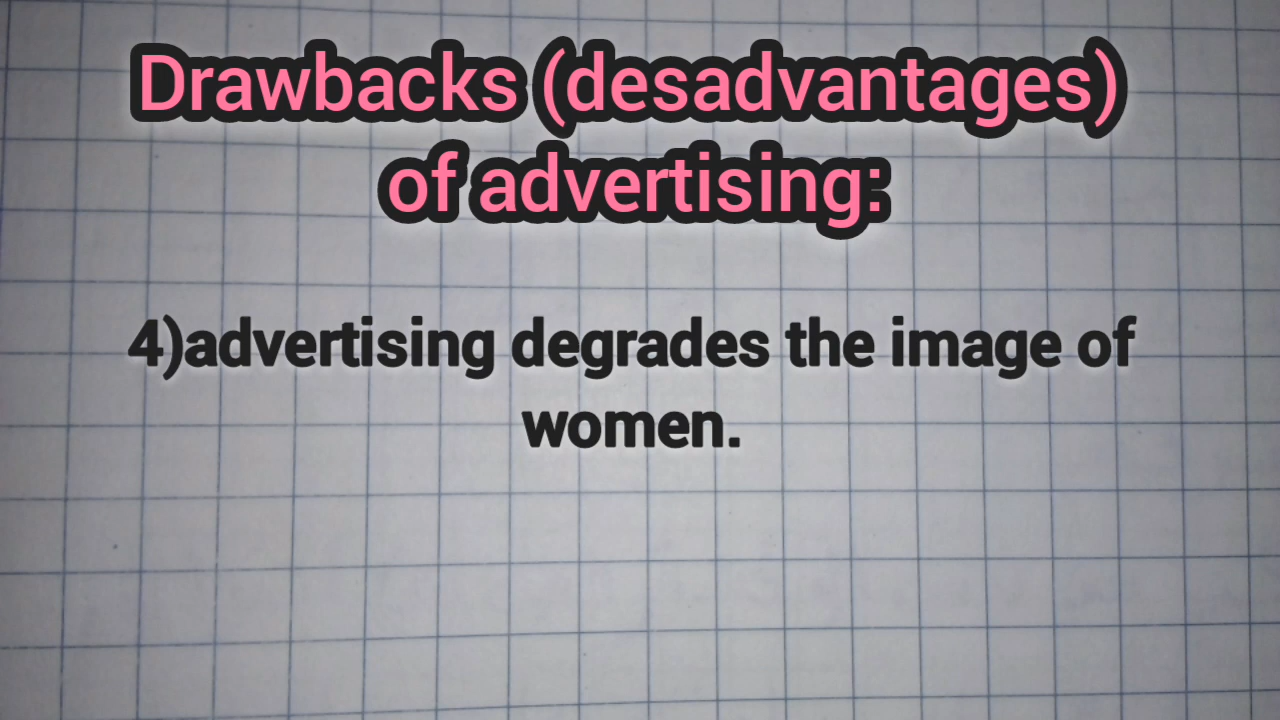 Drawbacks (desadvantages)
of advertising:
4)advertising degrades the image of
women.